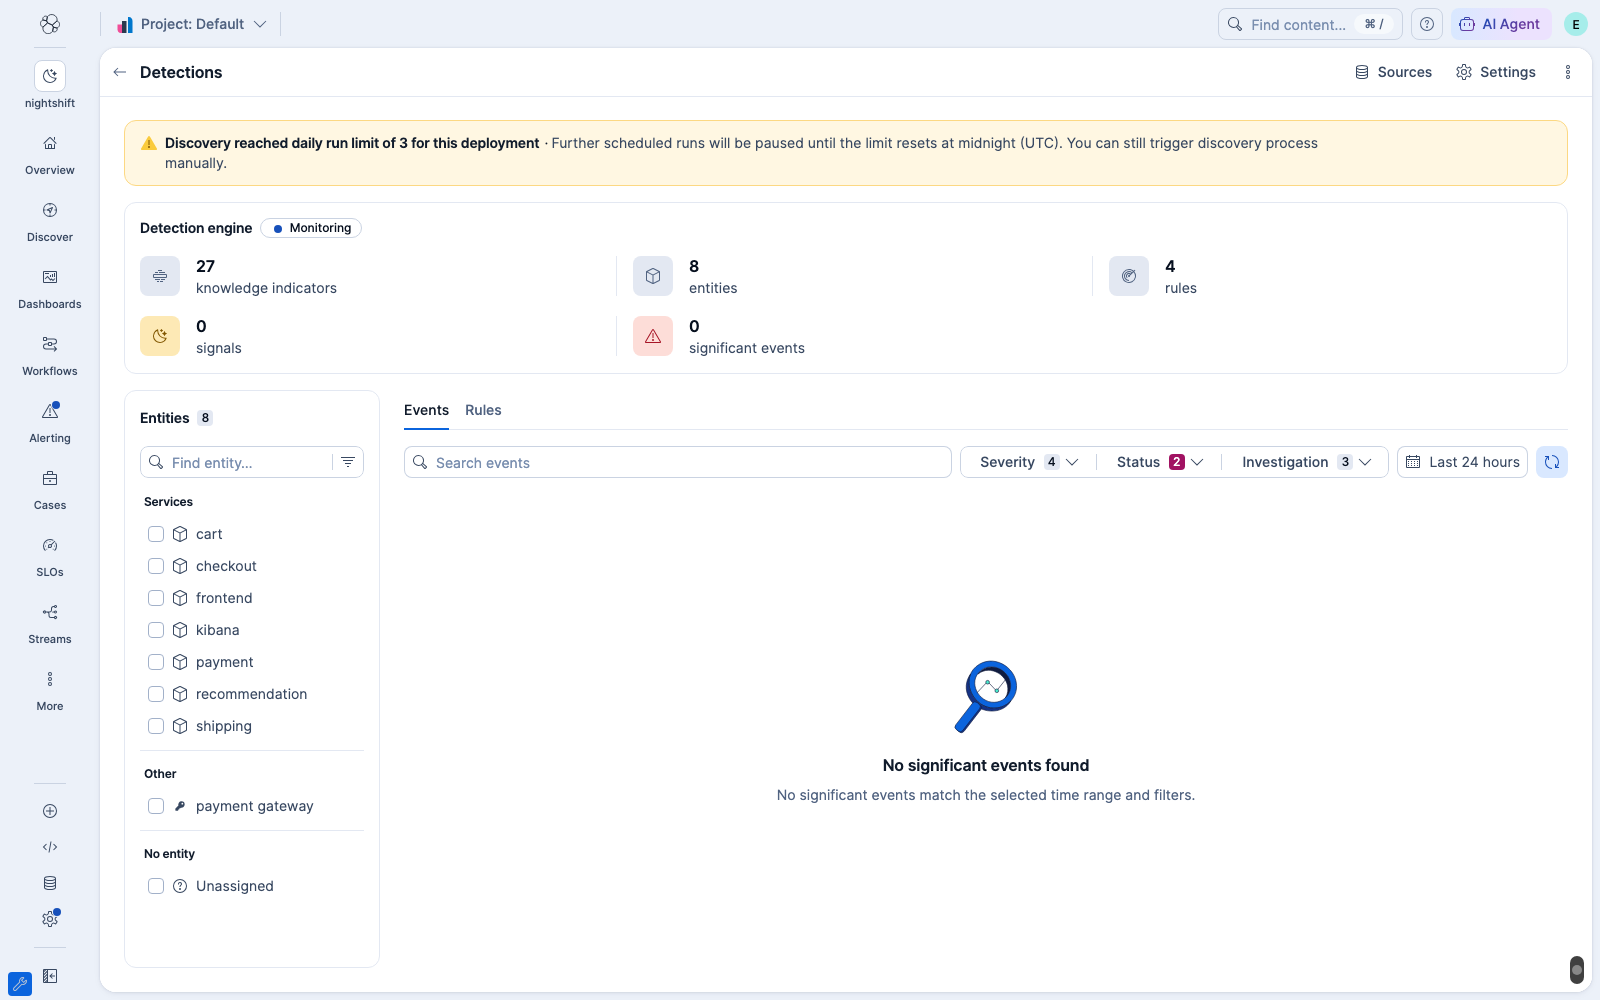 Project: Default
Find content...
⌘ /
AI Agent
E
nightshift
Overview
Discover
Dashboards
Workflows
Alerting
Cases
SLOs
Streams
More
Detections
Sources
Settings
Discovery reached daily run limit of 3 for this deployment · Further scheduled runs will be paused until the limit resets at midnight (UTC). You can still trigger discovery process
manually.
Detection engine
Monitoring
27
knowledge indicators
8
entities
4
rules
0
signals
0
significant events
Entities 8
Find entity...
Services
cart
checkout
frontend
kibana
payment
recommendation
shipping
Other
payment gateway
No entity
Unassigned
Events
Rules
Search events
Severity 4
Status 2
Investigation 3
Last 24 hours
No significant events found
No significant events match the selected time range and filters.